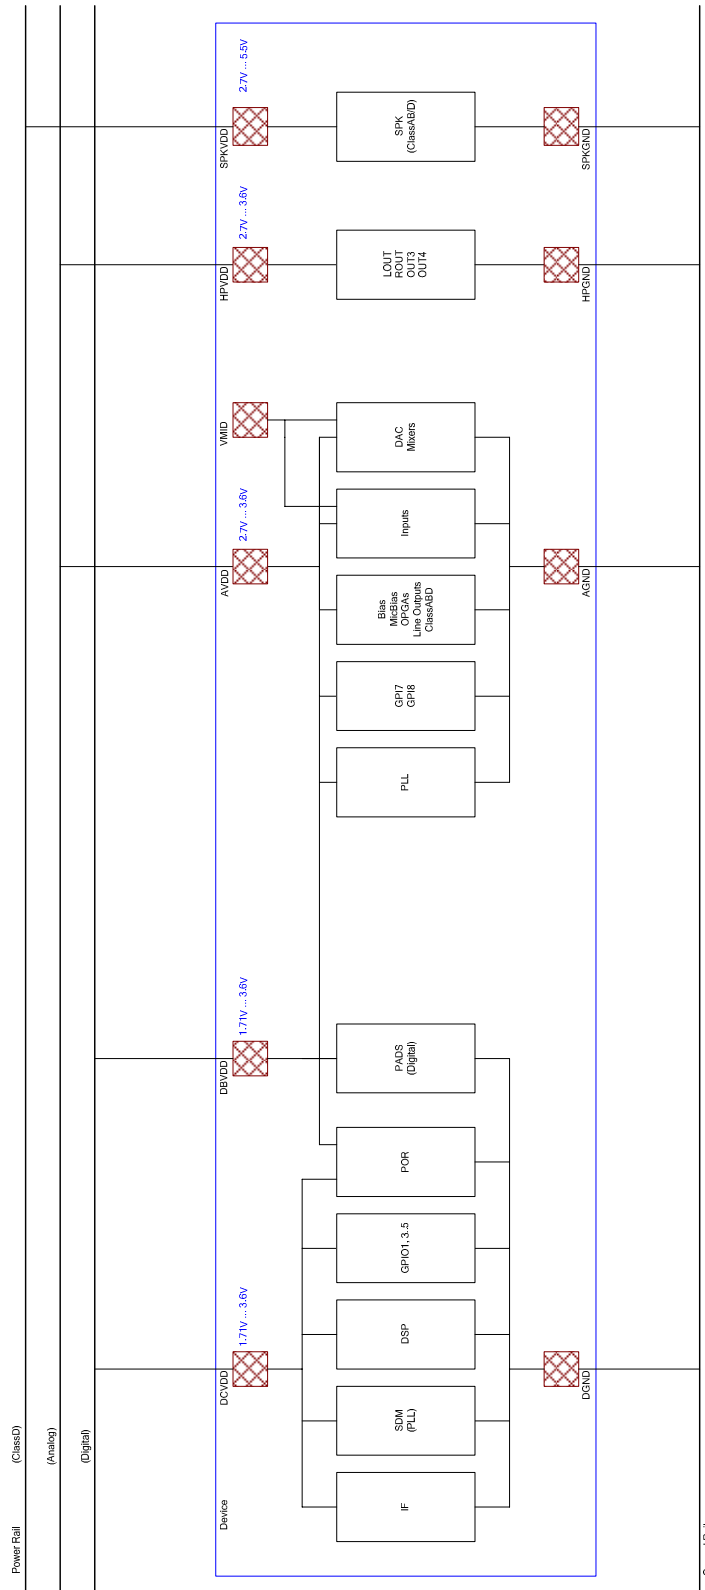 Power Rail
(ClassD)
(Analog)
(Digital)
Device
DCVDD
1.71V ... 3.6V
DBVDD
1.71V ... 3.6V
AVDD
2.7V ... 3.6V
VMID
HPVDD
2.7V ... 3.6V
SPKVDD
2.7V ... 5.5V
IF
SDM
(PLL)
DSP
GPIO1, 3..5
POR
PADS
(Digital)
PLL
GPI7
GPI8
Bias
MicBias
OPGAs
Line Outputs
ClassABD
Inputs
DAC
Mixers
LOUT
ROUT
OUT3
OUT4
SPK
(ClassAB/D)
DGND
AGND
HPGND
SPKGND